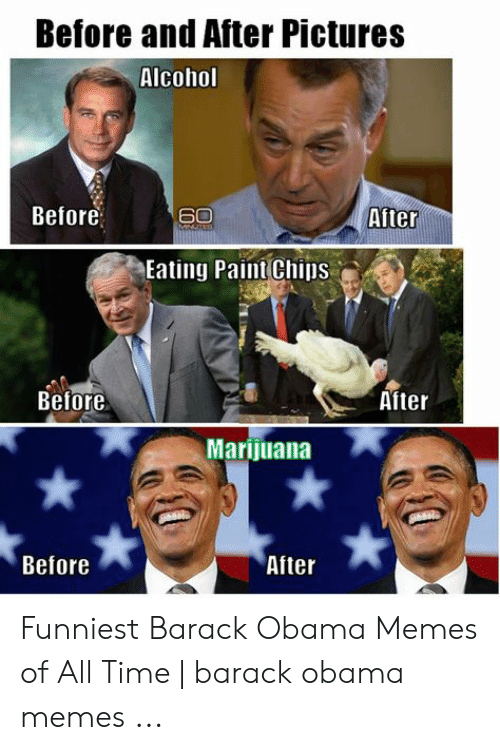 Before and After Pictures
Alcohol
Before
60
MINUTES
After
Eating Paint Chips
Before
After
Marijuana
Before
After
Funniest Barack Obama Memes
of All Time | barack obama
memes ...